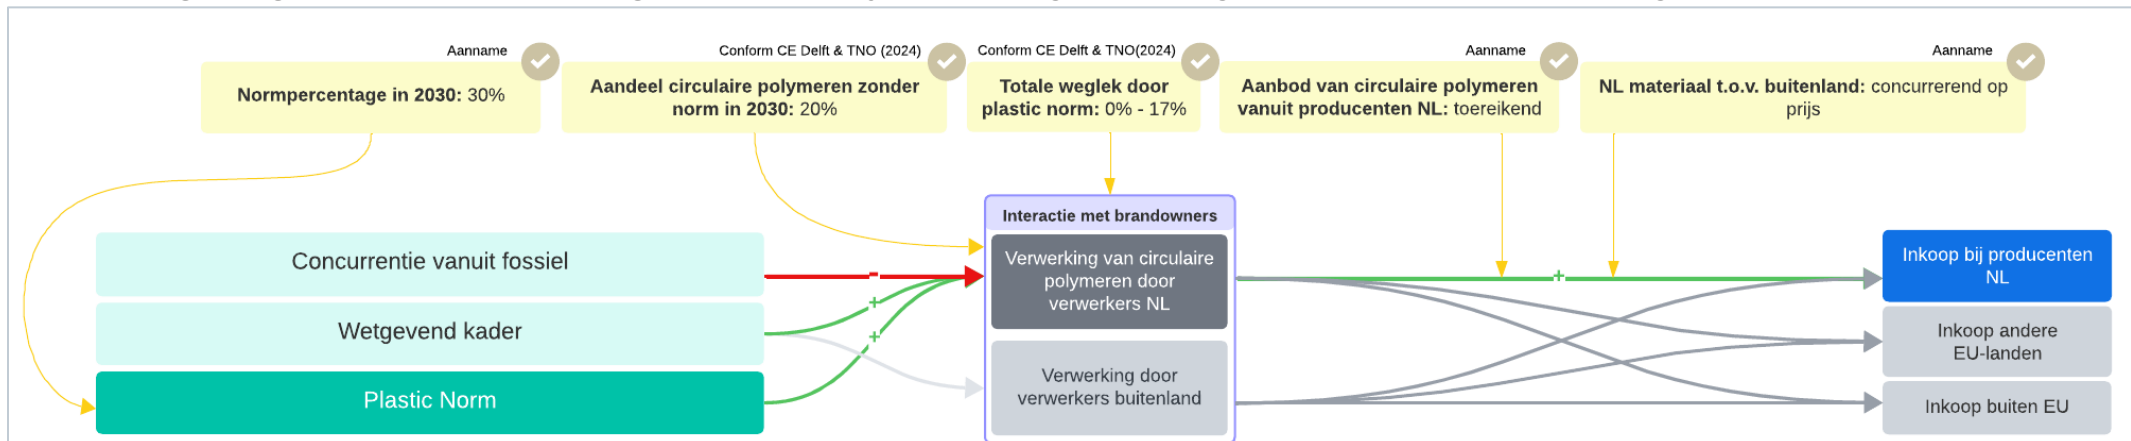 Aanname
Conform CE Delft & TNO (2024)
Conform CE Delft & TNO(2024)
Aanname
Aanname
Normpercentage in 2030: 30%
Aandeel circulaire polymeren zonder
norm in 2030: 20%
Totale weglek door
plastic norm: 0% - 17%
Aanbod van circulaire polymeren
vanuit producenten NL: toereikend
NL materiaal t.o.v. buitenland: concurrerend op
prijs
Interactie met brandowners
Concurrentie vanuit fossiel
Wetgevend kader
Plastic Norm
-
+
+
Verwerking van circulaire
polymeren door
verwerkers NL
Verwerking door
verwerkers buitenland
+
Inkoop bij producenten
NL
Inkoop andere
EU-landen
Inkoop buiten EU